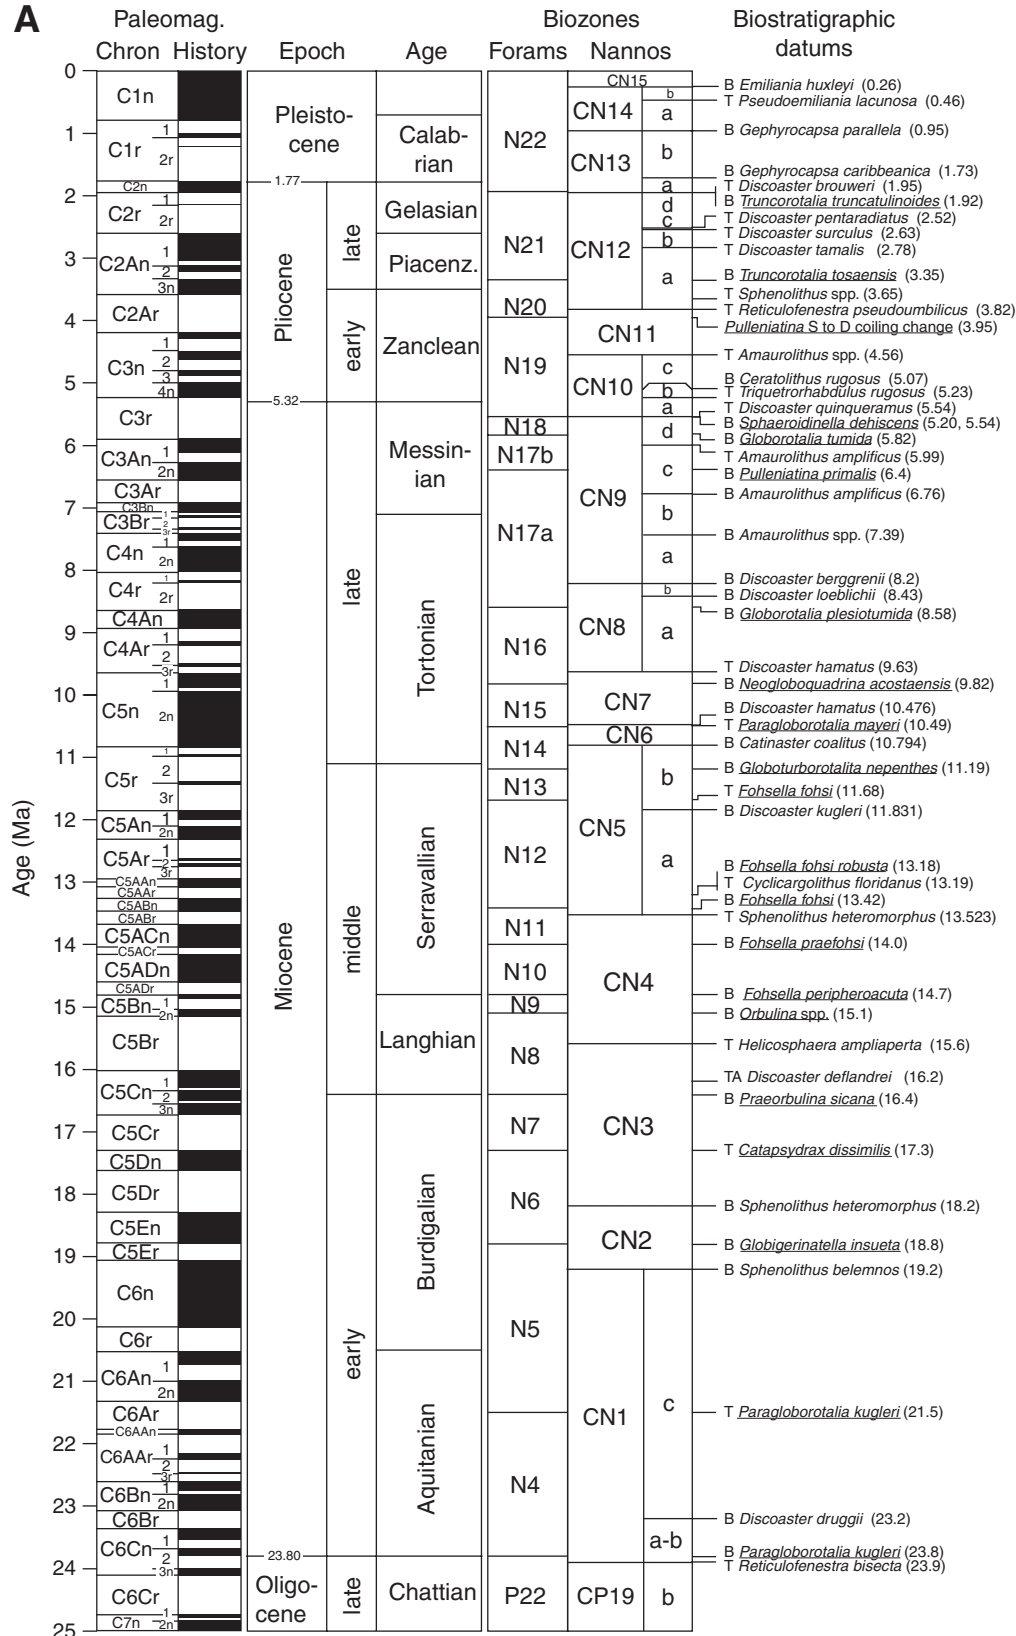 A
Paleomag.
Biozones
Biostratigraphic
Chron History
Epoch
Age
Forams
Nannos
datums
Age (Ma)
0
1
2
3
4
5
6
7
8
9
10
11
12
13
14
15
16
17
18
19
20
21
22
23
24
25
C1n
C1r
1
2r
C2n
C2r
1
2r
C2An
1
2
3n
C2Ar
C3n
1
2
3
4n
C3r
C3An
1
2n
C3Ar
C3Bn
C3Br
1
2
3r
C4n
1
2n
C4r
1
2r
C4An
C4Ar
1
2
3r
C5n
1
2n
C5r
1
2
3r
C5An
1
2n
C5Ar
1
2
3r
C5AAn
C5AAr
C5ABn
C5ABr
C5ACn
C5ACr
C5ADn
C5ADr
C5Bn
1
2n
C5Br
C5Cn
1
2
3n
C5Cr
C5Dn
C5Dr
C5En
C5Er
C6n
C6r
C6An
1
2n
C6Ar
C6AAn
C6AAr
1
2
3r
C6Bn
1
2n
C6Br
C6Cn
1
2
3n
C6Cr
C7n
1
2n
Pleisto-
cene
1.77
Pliocene
5.32
Miocene
23.80
Oligo-
cene
late
early
late
middle
early
late
Calab-
rian
Gelasian
Piacenz.
Zanclean
Messin-
ian
Tortonian
Serravallian
Langhian
Burdigalian
Aquitanian
Chattian
N22
N21
N20
N19
N18
N17b
N17a
N16
N15
N14
N13
N12
N11
N10
N9
N8
N7
N6
N5
N4
P22
CN15
CN14
b
a
CN13
b
a
CN12
d
c
b
a
CN11
CN10
c
b
a
CN9
d
c
b
a
CN8
b
a
CN7
CN6
CN5
b
a
CN4
CN3
CN2
CN1
c
a-b
CP19
b
B Emiliania huxleyi (0.26)
T Pseudoemiliania lacunosa (0.46)
B Gephyrocapsa parallela (0.95)
B Gephyrocapsa caribbeanica (1.73)
T Discoaster brouweri (1.95)
B Truncorotalia truncatulinoides (1.92)
T Discoaster pentaradiatus (2.52)
T Discoaster surculus (2.63)
T Discoaster tamalis (2.78)
B Truncorotalia tosaensis (3.35)
T Sphenolithus spp. (3.65)
T Reticulofenestra pseudoumbilicus (3.82)
Pulleniatina S to D coiling change (3.95)
T Amaurolithus spp. (4.56)
B Ceratolithus rugosus (5.07)
T Triquetrorhabdulus rugosus (5.23)
T Discoaster quinqueramus (5.54)
B Sphaeroidinella dehiscens (5.20, 5.54)
B Globorotalia tumida (5.82)
T Amaurolithus amplificus (5.99)
B Pulleniatina primalis (6.4)
B Amaurolithus amplificus (6.76)
B Amaurolithus spp. (7.39)
B Discoaster berggrenii (8.2)
B Discoaster loeblichii (8.43)
B Globorotalia plesiotumida (8.58)
T Discoaster hamatus (9.63)
B Neogloboquadrina acostaensis (9.82)
B Discoaster hamatus (10.476)
T Paragloborotalia mayeri (10.49)
B Catinaster coalitus (10.794)
B Globoturborotalita nepenthes (11.19)
T Fohsella fohsi (11.68)
B Discoaster kugleri (11.831)
B Fohsella fohsi robusta (13.18)
T Cyclicargolithus floridanus (13.19)
B Fohsella fohsi (13.42)
T Sphenolithus heteromorphus (13.523)
B Fohsella praefohsi (14.0)
B Fohsella peripheroacuta (14.7)
B Orbulina spp. (15.1)
T Helicosphaera ampliaperta (15.6)
TA Discoaster deflandrei (16.2)
B Praeorbulina sicana (16.4)
T Catapsydrax dissimilis (17.3)
B Sphenolithus heteromorphus (18.2)
B Globigerinatella insueta (18.8)
B Sphenolithus belemnos (19.2)
T Paragloborotalia kugleri (21.5)
B Discoaster druggii (23.2)
B Paragloborotalia kugleri (23.8)
T Reticulofenestra bisecta (23.9)